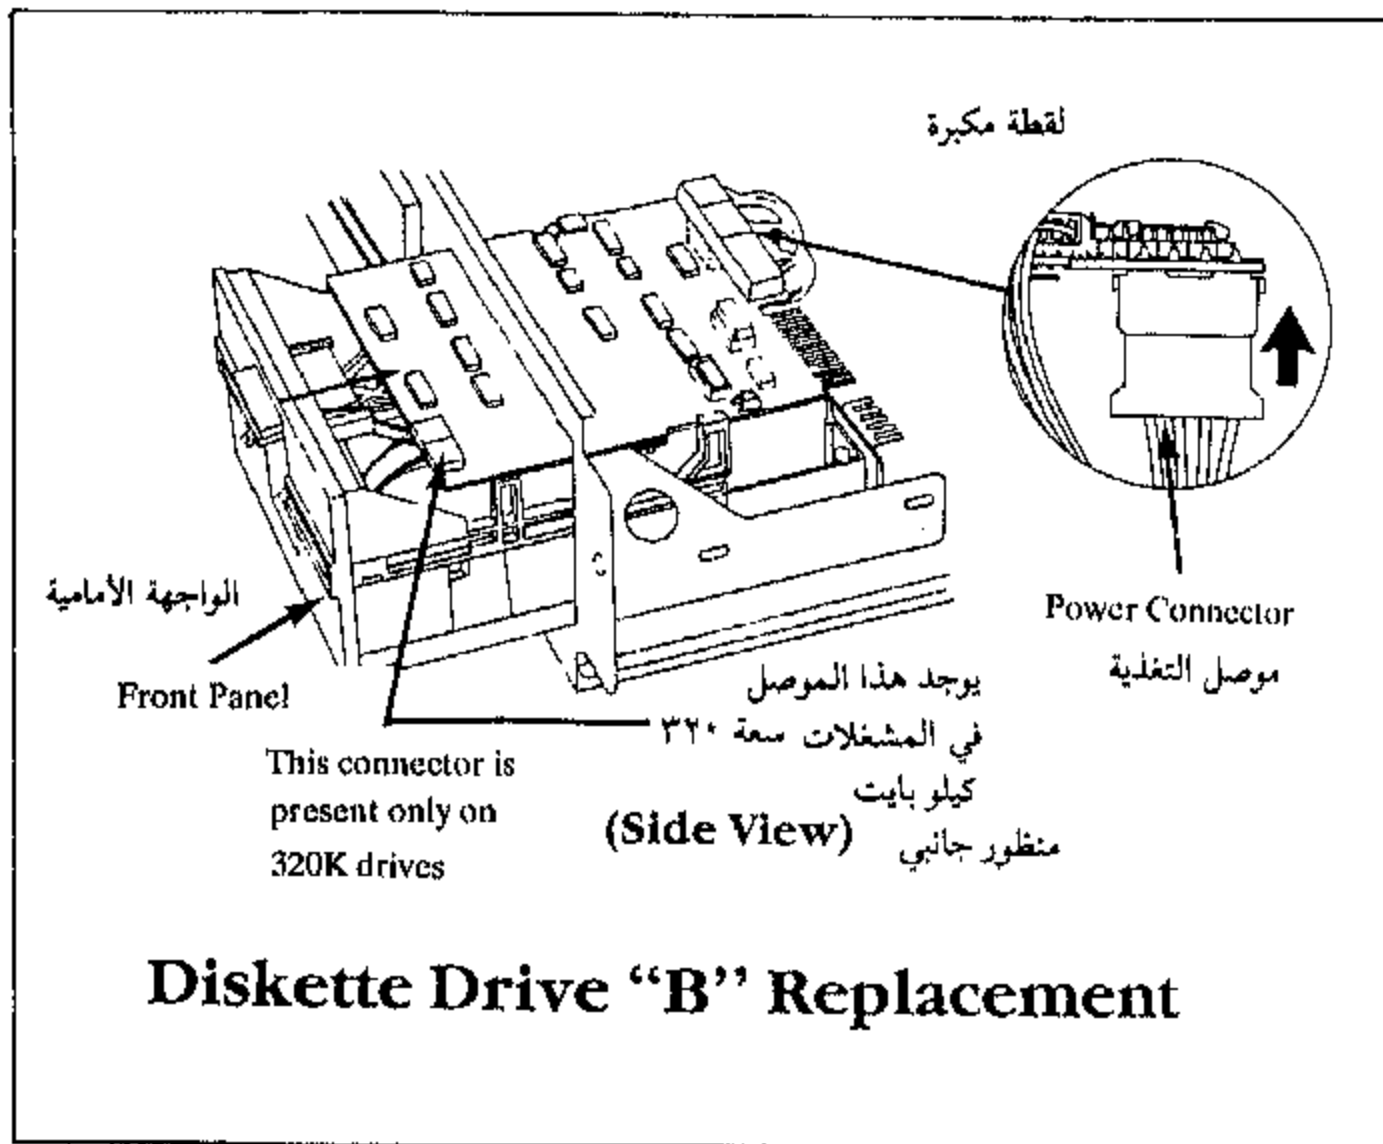 لقطة مكبرة
الواجهة الأمامية
Front Panel
Power Connector
موصل التغذية
This connector is
present only on
320K drives
يوجد هذا الموصل
في المشغلات سعة ٣٢٠
كيلو بايت
(Side View)
منظور جانبي
Diskette Drive “B” Replacement